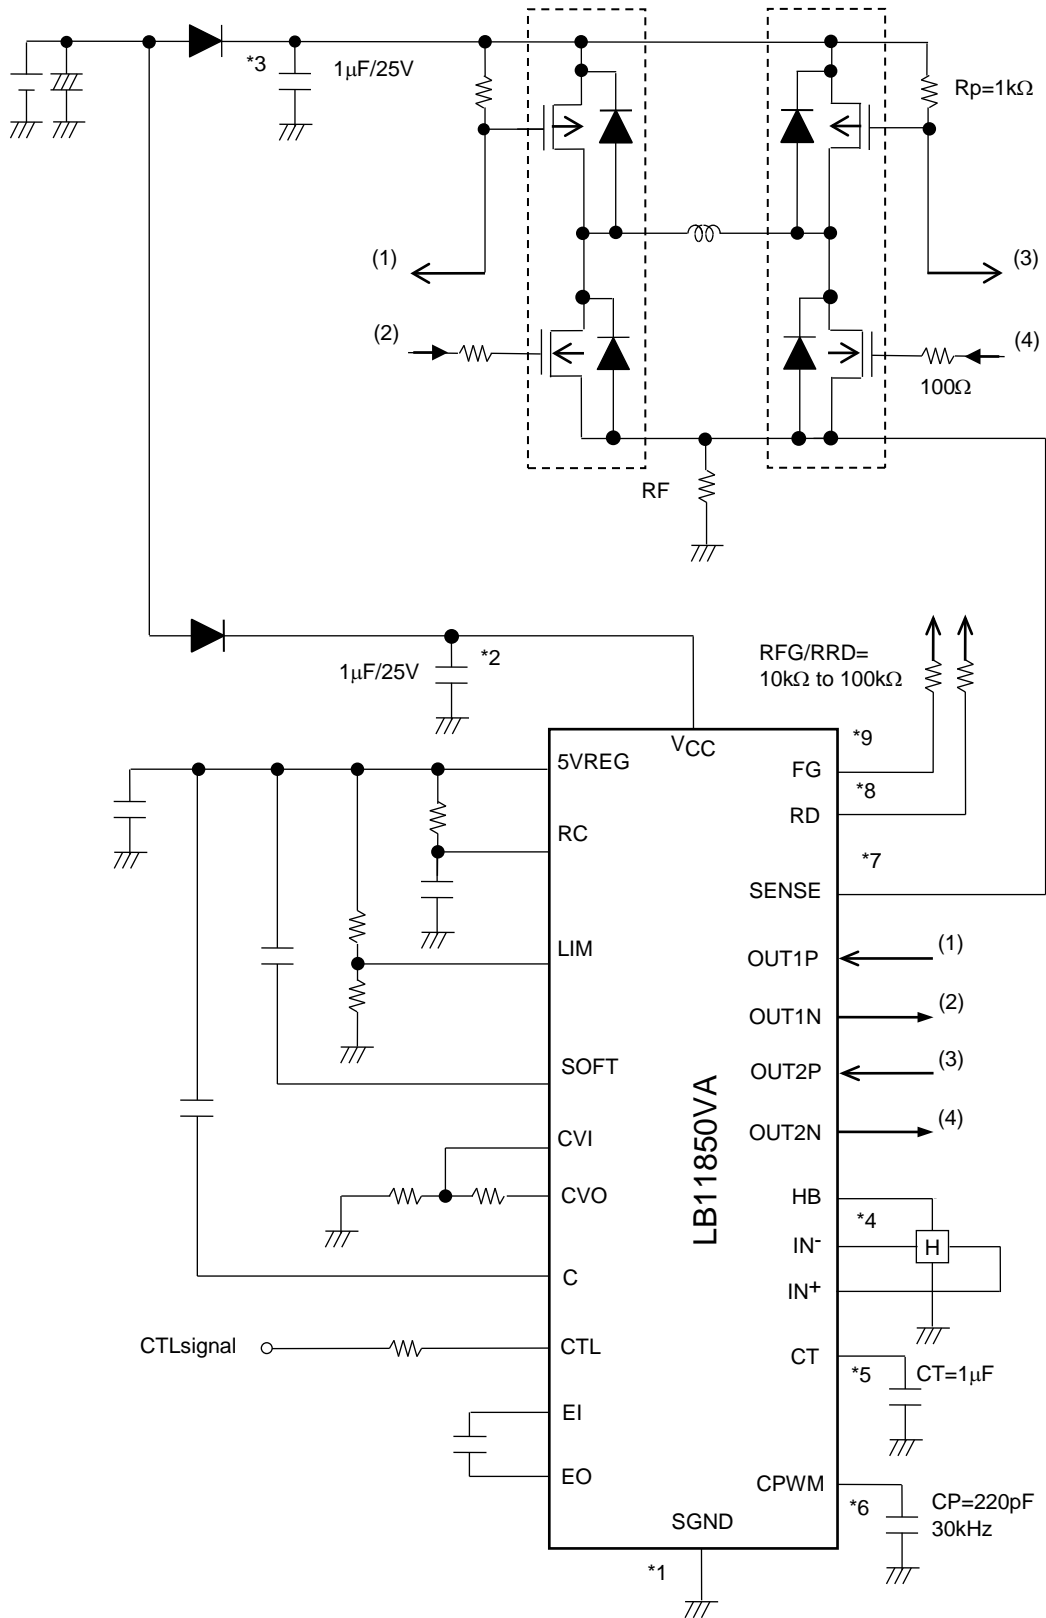 *3
1μF/25V
Rp=1kΩ
(1)
(3)
(2)
(4)
100Ω
RF
1μF/25V
*2
RFG/RRD=
10kΩ to 100kΩ
VCC
*9
5VREG
FG
*8
RD
RC
*7
SENSE
LIM
OUT1P
(1)
OUT1N
(2)
SOFT
OUT2P
(3)
LB11850VA
CVI
OUT2N
(4)
CVO
HB
*4
IN-
H
C
IN+
CTLsignal
CTL
CT
*5
CT=1μF
EI
EO
CPWM
*6
CP=220pF
30kHz
SGND
*1